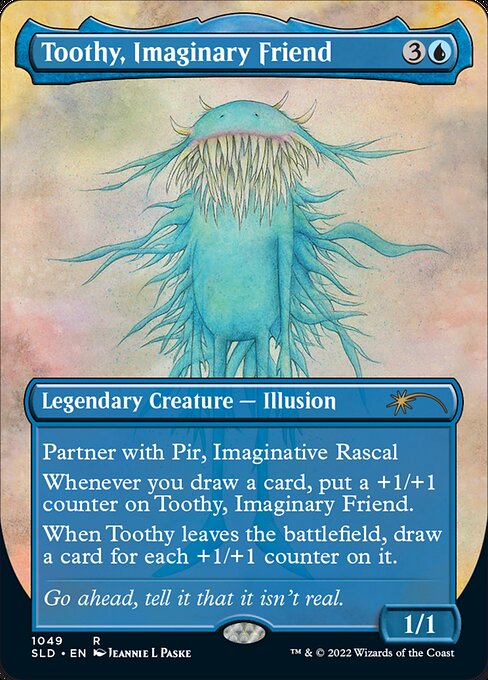 Toothy, Imaginary Friend 3
Legendary Creature — Illusion
Partner with Pir, Imaginative Rascal
Whenever you draw a card, put a +1/+1
counter on Toothy, Imaginary Friend.
When Toothy leaves the battlefield, draw
a card for each +1/+1 counter on it.
Go ahead, tell it that it isn't real.
1/1
1049 R
SLD • EN Jeannie L Paske
™ & © 2022 Wizards of the Coast